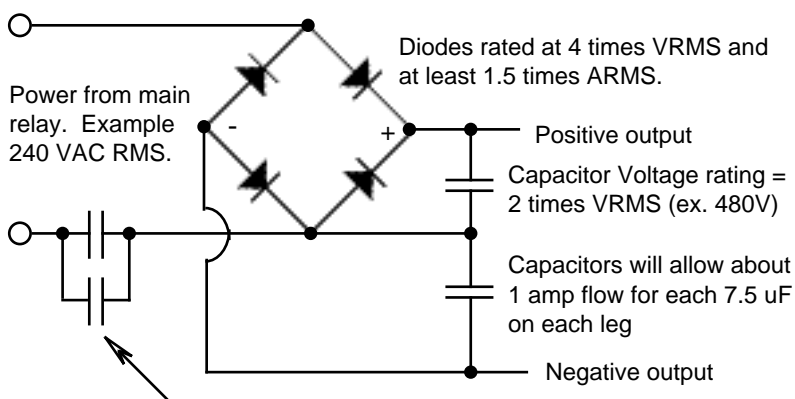 Diodes rated at 4 times VRMS and
at least 1.5 times ARMS.
Power from main
relay. Example
240 VAC RMS.
-
+
Positive output
Capacitor Voltage rating =
2 times VRMS (ex. 480V)
Capacitors will allow about
1 amp flow for each 7.5 uF
on each leg
Negative output